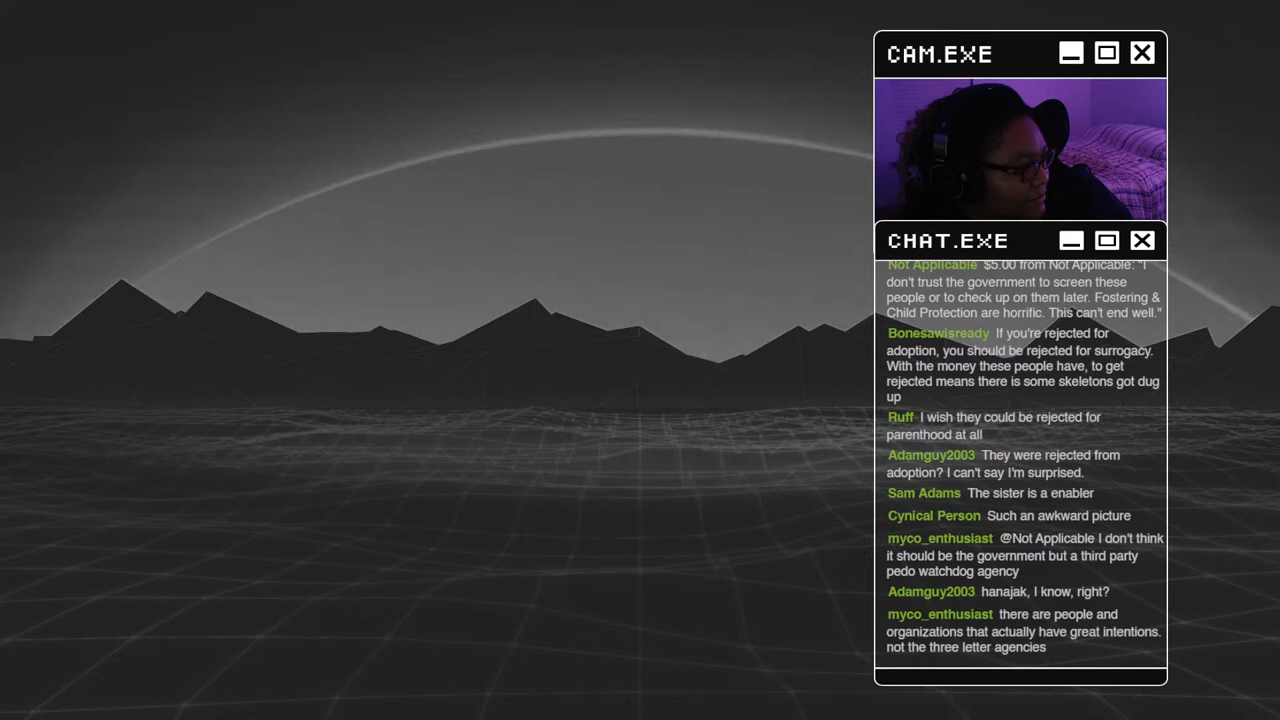 CAM.EXE
CHAT.EXE
Not Applicable $5.00 from Not Applicable: "I
don't trust the government to screen these
people or to check up on them later. Fostering &
Child Protection are horrific. This can't end well."
Bonesawisready If you're rejected for
adoption, you should be rejected for surrogacy.
With the money these people have, to get
rejected means there is some skeletons got dug
up
Ruff I wish they could be rejected for
parenthood at all
Adamguy2003 They were rejected from
adoption? I can't say I'm surprised.
Sam Adams The sister is a enabler
Cynical Person Such an awkward picture
myco_enthusiast @Not Applicable I don't think
it should be the government but a third party
pedo watchdog agency
Adamguy2003 hanajak, I know, right?
myco_enthusiast there are people and
organizations that actually have great intentions.
not the three letter agencies